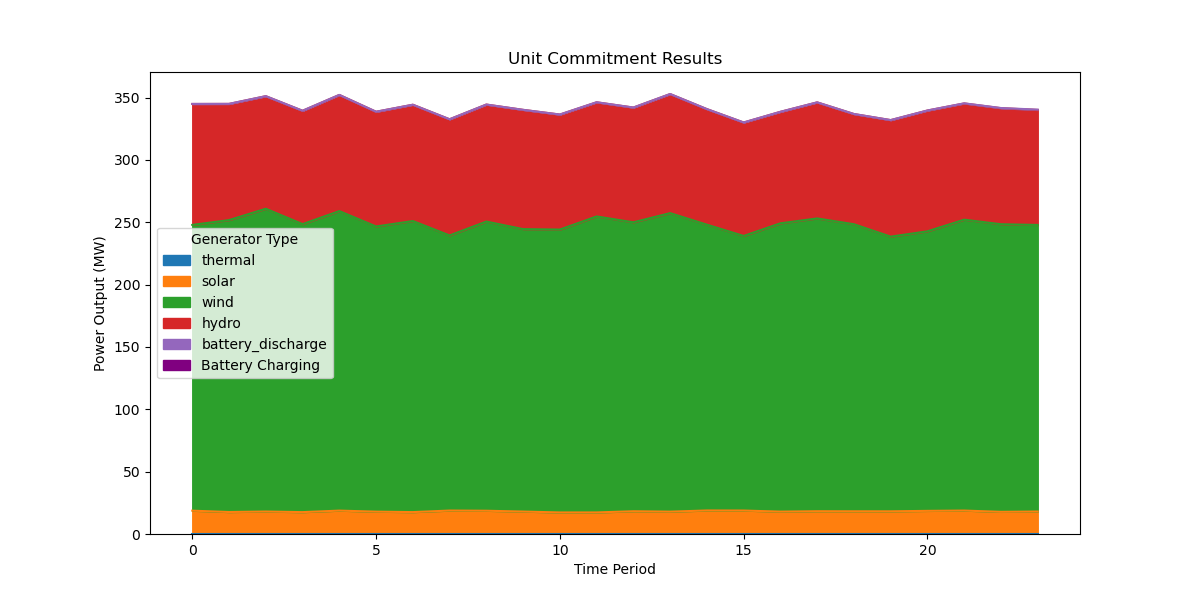 Unit Commitment Results
Power Output (MW)
350
300
250
200
150
100
50
0
Generator Type
thermal
solar
wind
hydro
battery_discharge
Battery Charging
0 5 10 15 20
Time Period